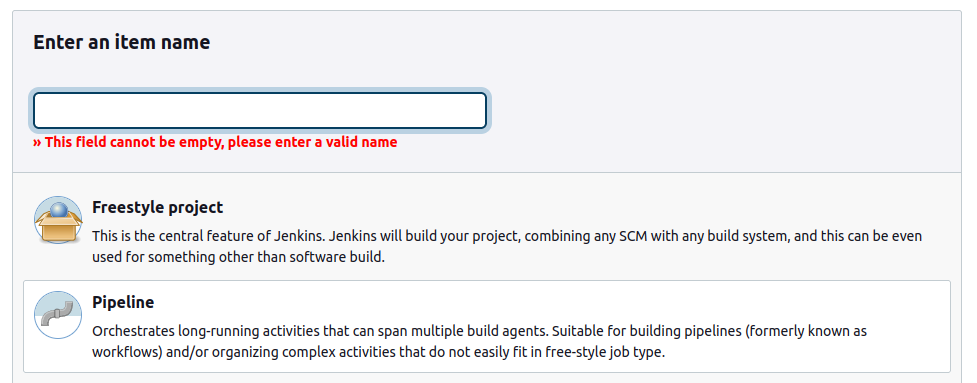 Enter an item name
» This field cannot be empty, please enter a valid name
Freestyle project
This is the central feature of Jenkins. Jenkins will build your project, combining any SCM with any build system, and this can be even
used for something other than software build.
Pipeline
Orchestrates long-running activities that can span multiple build agents. Suitable for building pipelines (formerly known as
workflows) and/or organizing complex activities that do not easily fit in free-style job type.